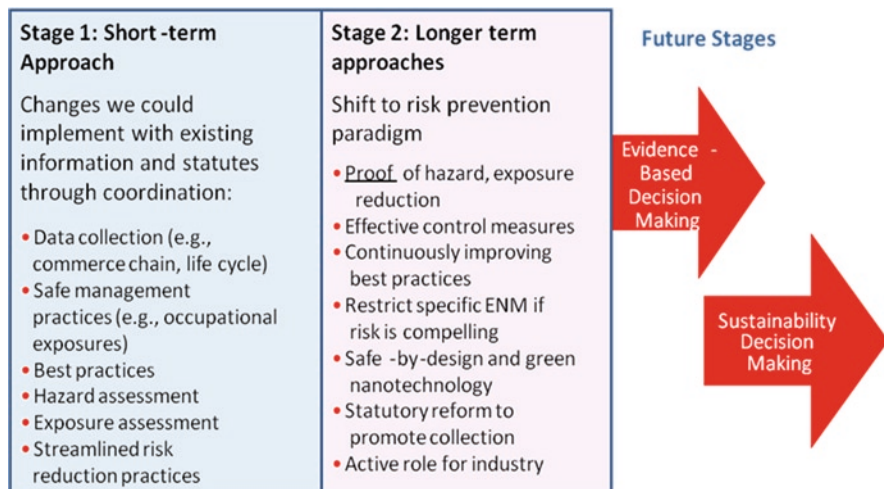 Stage 1: Short -term
Approach
Changes we could
implement with existing
information and statutes
through coordination:
• Data collection (e.g.,
commerce chain, life cycle)
• Safe management
practices (e.g., occupational
exposures)
• Best practices
• Hazard assessment
• Exposure assessment
• Streamlined risk
reduction practices
Stage 2: Longer term
approaches
Shift to risk prevention
paradigm
• Proof of hazard, exposure
reduction
• Effective control measures
• Continuously improving
best practices
• Restrict specific ENM if
risk is compelling
• Safe -by-design and green
nanotechnology
• Statutory reform to
promote collection
• Active role for industry
Future Stages
Evidence -
Based
Decision
Making
Sustainability
Decision
Making